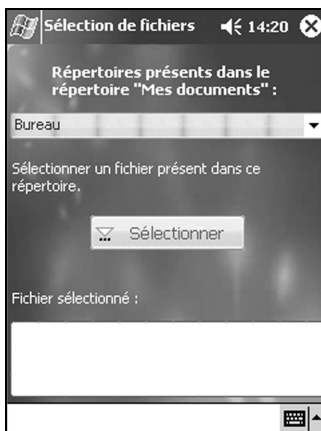 Sélection de fichiers 14:20
Répertoires présents dans le
répertoire "Mes documents" :
Bureau
Sélectionner un fichier présent dans ce
répertoire.
Sélectionner
Fichier sélectionné :